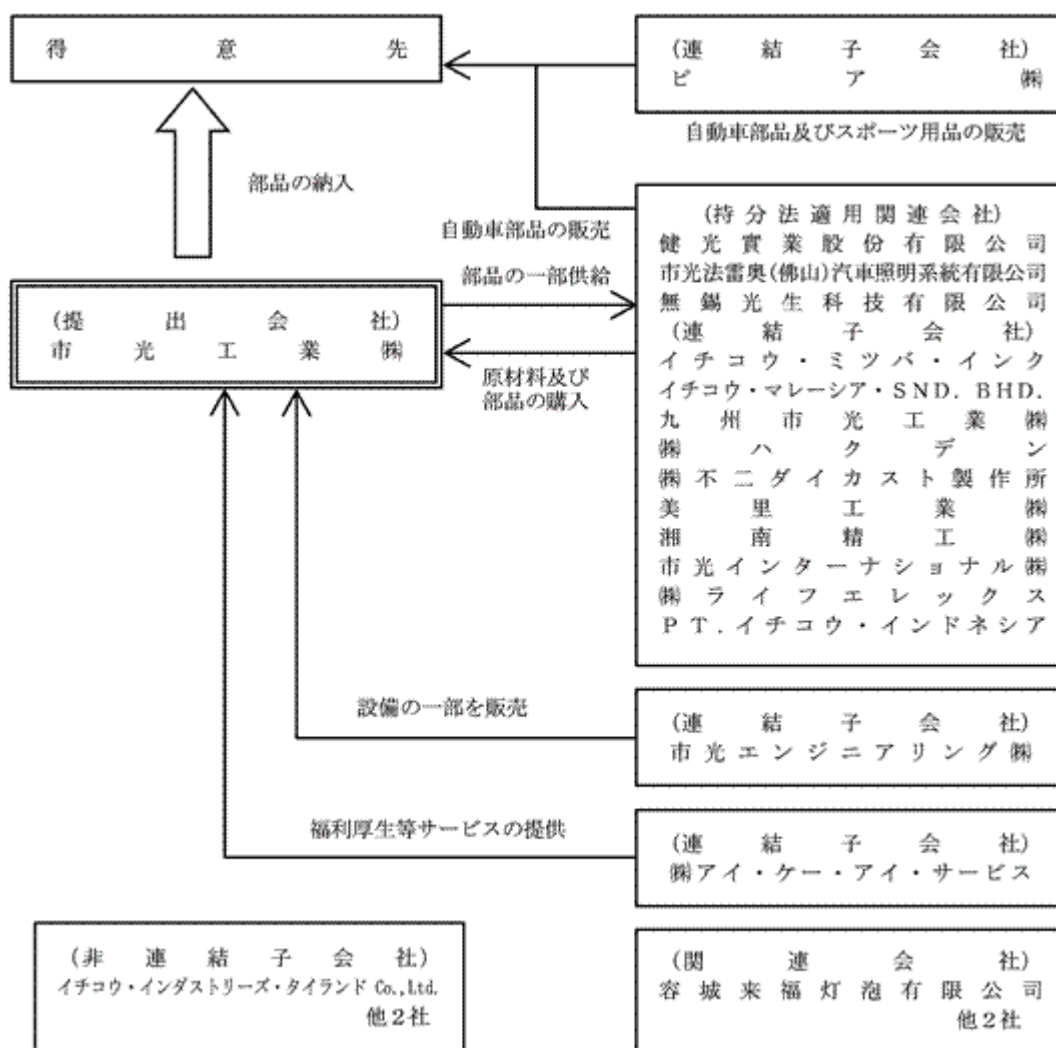 得意先
(連結子会社)
ピア㈱
自動車部品及びスポーツ用品の販売
部品の納入
自動車部品の販売
部品の一部供給
(提出会社)
市光工業㈱
原材料及び
部品の購入
(持分法適用関連会社)
健光實業股份有限公司
市光法雷奥(佛山)汽車照明系統有限公司
無錫光生科技有限公司
(連結子会社)
イチコウ・ミツバ・インク
イチコウ・マレーシア・SND. BHD.
九州市光工業㈱
㈱ハクデン
㈱不二ダイカスト製作所
美里工業㈱
湘南精工㈱
市光インターナショナル㈱
㈱ライフエレックス
PT.イチコウ・インドネシア
設備の一部を販売
(連結子会社)
市光エンジニアリング㈱
福利厚生等サービスの提供
(連結子会社)
㈱アイ・ケー・アイ・サービス
(非連結子会社)
イチコウ・インダストリーズ・タイランド Co.,Ltd.
他2社
(関連会社)
容城来福灯泡有限公司
他2社